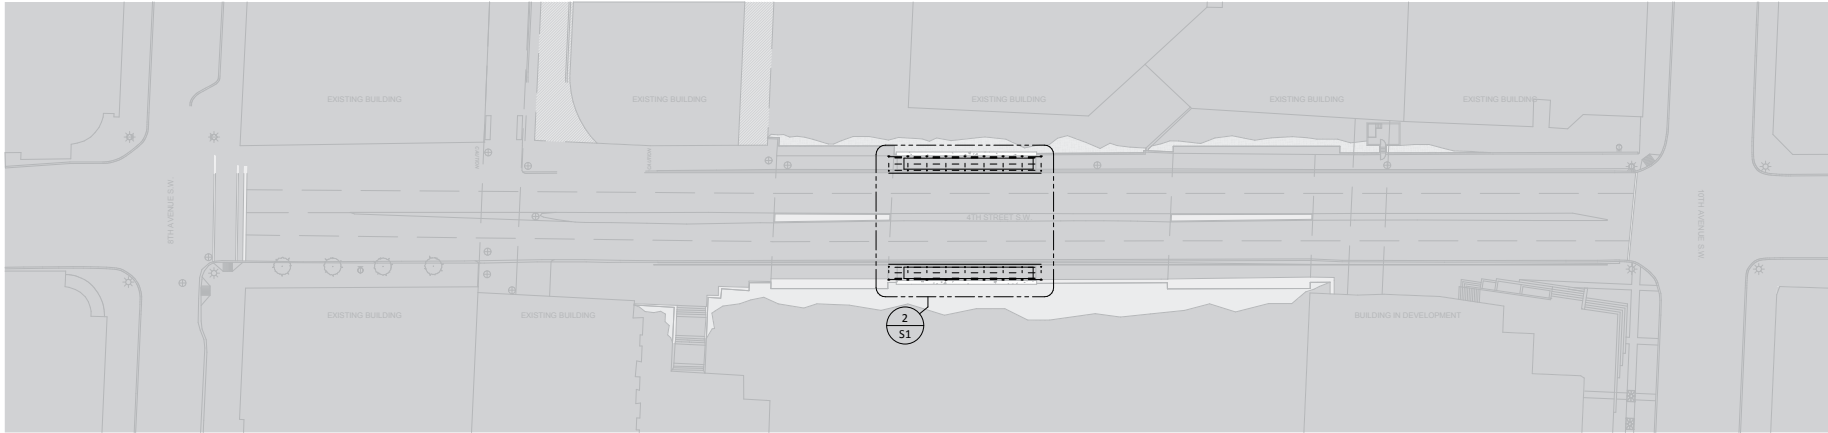 EXISTING BUILDING
EXISTING BUILDING
EXISTING BUILDING
EXISTING BUILDING
EXISTING BUILDING
9TH AVENUE S.W.
4TH STREET S.W.
10TH AVENUE S.W.
EXISTING BUILDING
EXISTING BUILDING
BUILDING IN DEVELOPMENT
2
S1